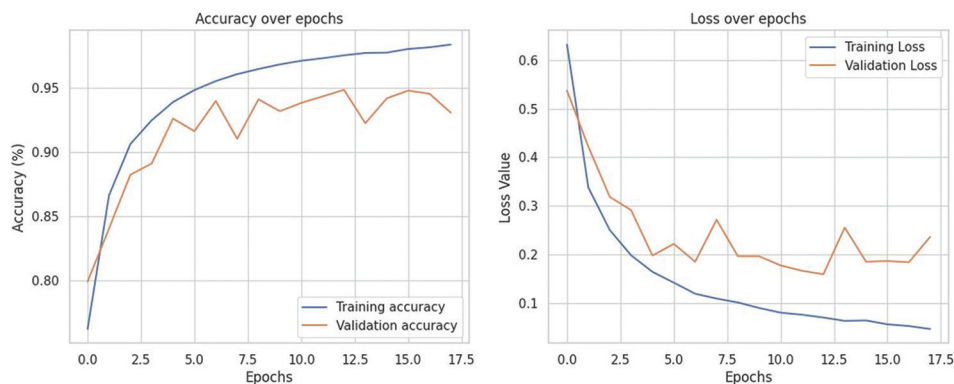 Accuracy over epochs
Accuracy (%)
0.95
0.90
0.85
0.80
Training accuracy
Validation accuracy
0.0 2.5 5.0 7.5 10.0 12.5 15.0 17.5
Epochs
Loss over epochs
Loss Value
Training Loss
Validation Loss
0.6
0.5
0.4
0.3
0.2
0.1
0.0 2.5 5.0 7.5 10.0 12.5 15.0 17.5
Epochs